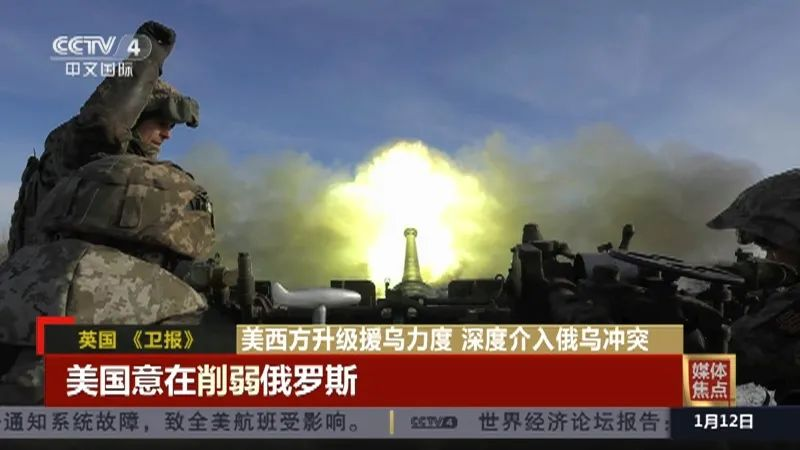 CCTV 4
中文国际
英国 《卫报》
美西方升级援乌力度 深度介入俄乌冲突
美国意在削弱俄罗斯
媒体
焦点
通知系统故障，致全美航班受影响。
CCTV 4
世界经济论坛报告：
1月12日